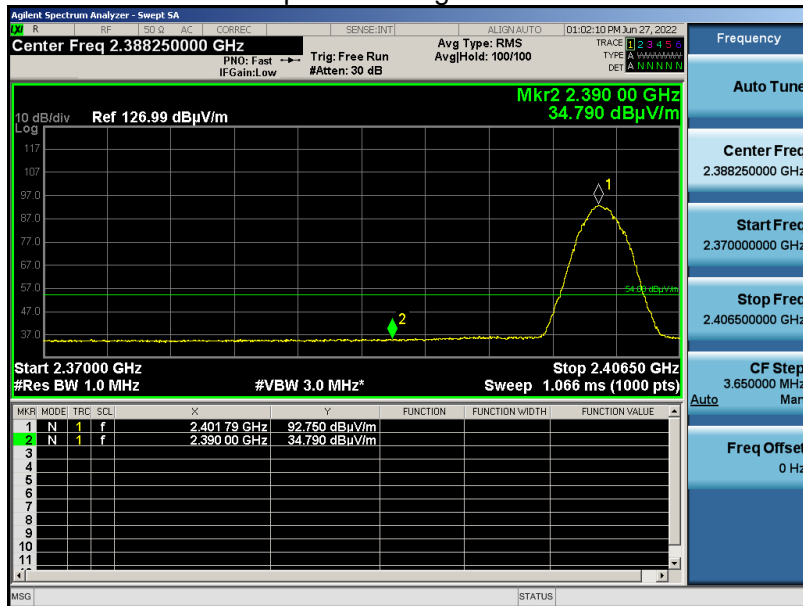 Agilent Spectrum Analyzer - Swept SA
LXI R RF 50 Ω AC CORREC SENSE:INT ALIGN AUTO 01:02:10 PM Jun 27, 2022
Center Freq 2.388250000 GHz
PNO: Fast
IFGain:Low
Trig: Free Run
#Atten: 30 dB
Avg Type: RMS
Avg|Hold: 100/100
TRACE 1 2 3 4 5 6
TYPE A
DET A N N N N N
Mkr2 2.390 00 GHz
34.790 dBµV/m
10 dB/div Ref 126.99 dBµV/m
Log
117
107
97.0
87.0
77.0
67.0
57.0
47.0
37.0
1
2
54.00 dBµV/m
Start 2.37000 GHz Stop 2.40650 GHz
#Res BW 1.0 MHz #VBW 3.0 MHz* Sweep 1.066 ms (1000 pts)
MKR MODE TRC SCL X Y FUNCTION FUNCTION WIDTH FUNCTION VALUE
1 N 1 f 2.401 79 GHz 92.750 dBµV/m
2 N 1 f 2.390 00 GHz 34.790 dBµV/m
3
4
5
6
7
8
9
10
11
MSG STATUS
Frequency
Auto Tune
Center Freq
2.388250000 GHz
Start Freq
2.370000000 GHz
Stop Freq
2.406500000 GHz
CF Step
3.650000 MHz
Auto Man
Freq Offset
0 Hz